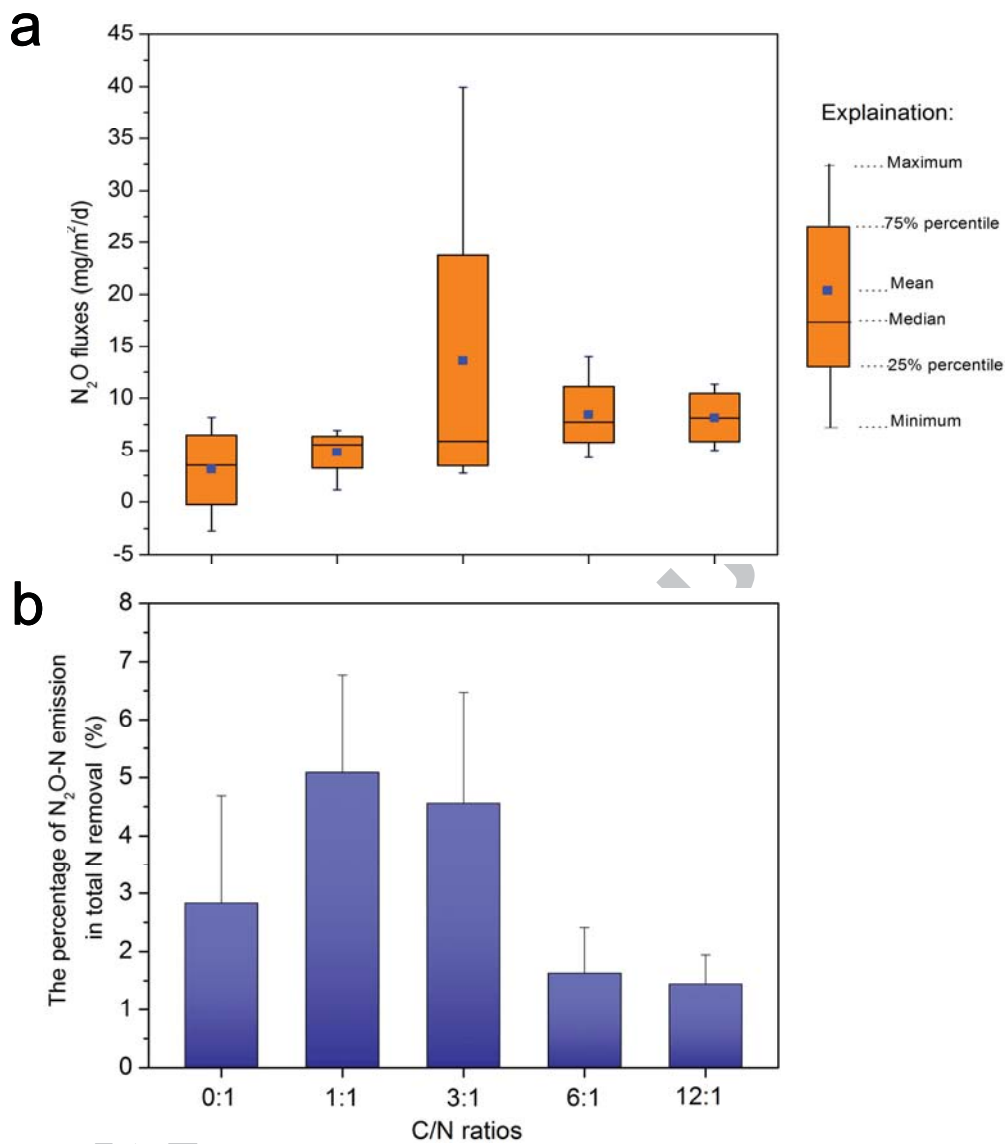 a
45
40
35
30
25
20
15
10
5
0
-5
N2O fluxes (mg/m²/d)
Explaination:
Maximum
75% percentile
Mean
Median
25% percentile
Minimum
b
8
7
6
5
4
3
2
1
0
The percentage of N2O-N emission
in total N removal (%)
0:1 1:1 3:1 6:1 12:1
C/N ratios